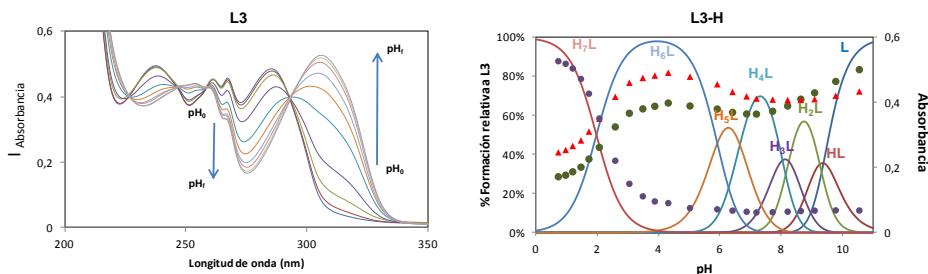 L3
0,6
0,4
0,2
0
200
250
300
350
Longitud de onda (nm)
Absorbancia
pH₀
pHf
pHf
pH₀
L3-H
100%
80%
60%
40%
20%
0%
0,6
0,4
0,2
0
0
2
4
6
8
10
pH
% Formación relativa a L3
Absorbancia
H₇L
H₆L
H₅L
H₄L
H₃L
H₂L
HL
L